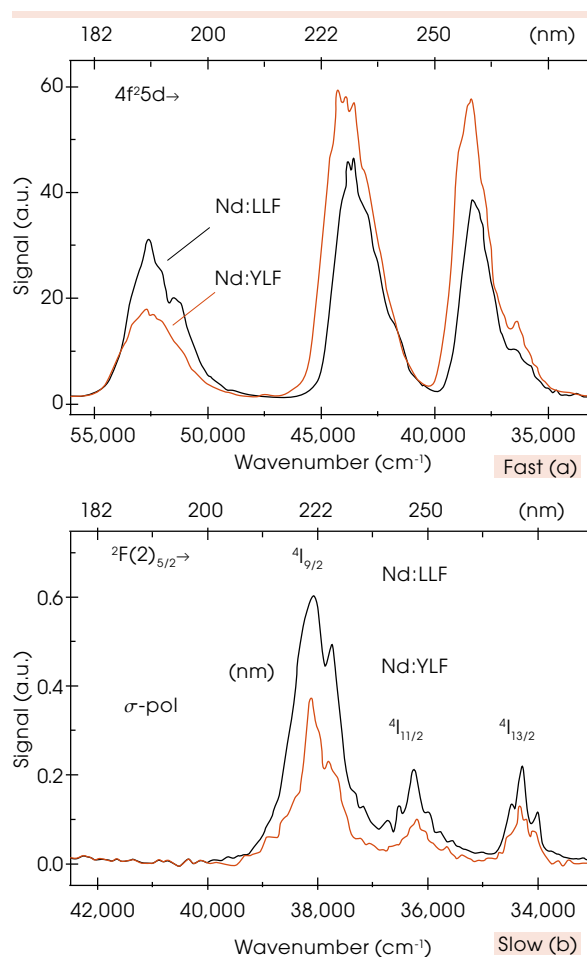 182 200 222 250 (nm)
60
4f²5d→
Signal (a.u.)
40
Nd:LLF
Nd:YLF
20
0
55,000 50,000 45,000 40,000 35,000
Wavenumber (cm⁻¹)
Fast (a)
182 200 222 250 (nm)
²F(2)₅/₂→
⁴I₉/₂
Nd:LLF
0.6
(nm)
Nd:YLF
Signal (a.u.)
0.4
σ-pol
⁴I₁₁/₂
⁴I₁₃/₂
0.2
0.0
42,000 40,000 38,000 36,000 34,000
Wavenumber (cm⁻¹)
Slow (b)